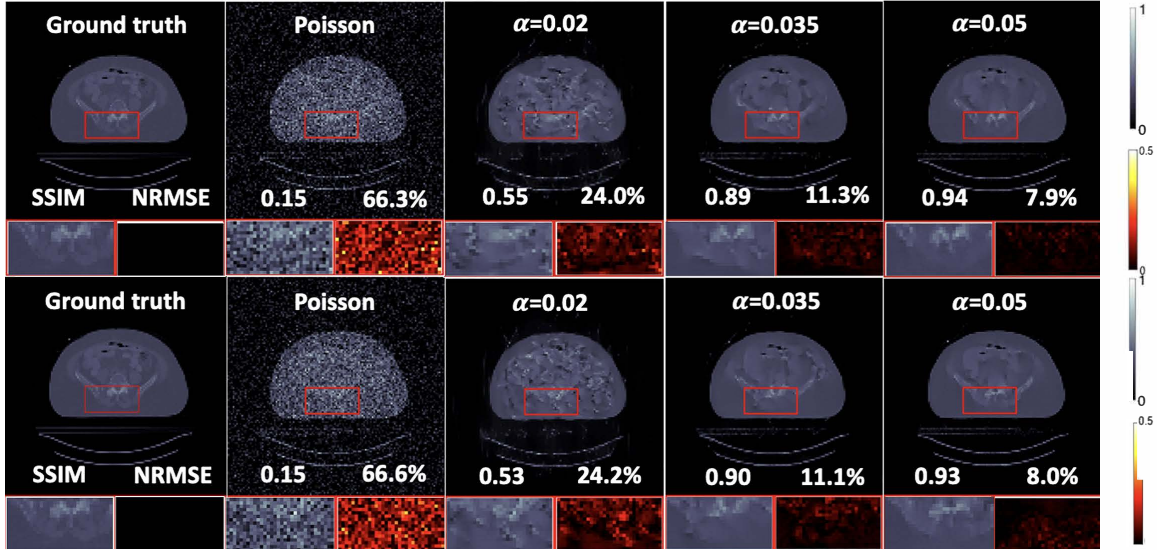 Ground truth Poisson α=0.02 α=0.035 α=0.05
SSIM NRMSE 0.15 66.3% 0.55 24.0% 0.89 11.3% 0.94 7.9%
1
0
0.5
0
Ground truth Poisson α=0.02 α=0.035 α=0.05
SSIM NRMSE 0.15 66.6% 0.53 24.2% 0.90 11.1% 0.93 8.0%
1
0
0.5
0